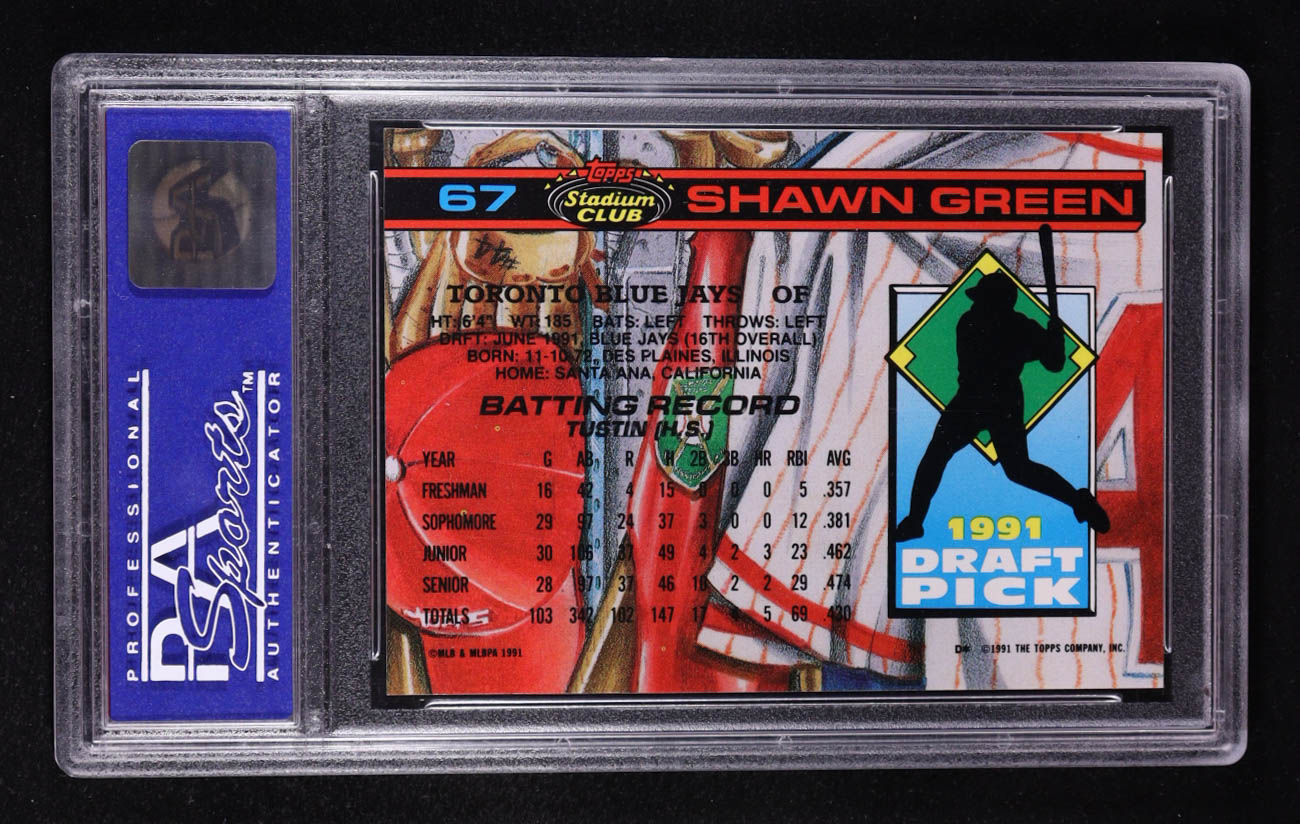 67 Topps Stadium CLUB SHAWN GREEN
TORONTO BLUE JAYS OF
HT: 6'4" WT: 185 BATS: LEFT THROWS: LEFT
DRFT: JUNE 1991, BLUE JAYS (16TH OVERALL)
BORN: 11-10-72, DES PLAINES, ILLINOIS
HOME: SANTA ANA, CALIFORNIA
BATTING RECORD
TUSTIN (H.S.)
YEAR G AB R H 2B 3B HR RBI AVG
FRESHMAN 16 42 4 15 0 0 0 5 .357
SOPHOMORE 29 97 24 37 3 0 0 12 .381
JUNIOR 30 106 37 49 4 2 3 23 .462
SENIOR 28 97 37 46 10 2 2 29 .474
TOTALS 103 342 102 147 17 4 5 69 .430
©MLB & MLBPA 1991
1991
DRAFT
PICK
D* ©1991 THE TOPPS COMPANY, INC.
PROFESSIONAL
PSA
Sports™
AUTHENTICATOR